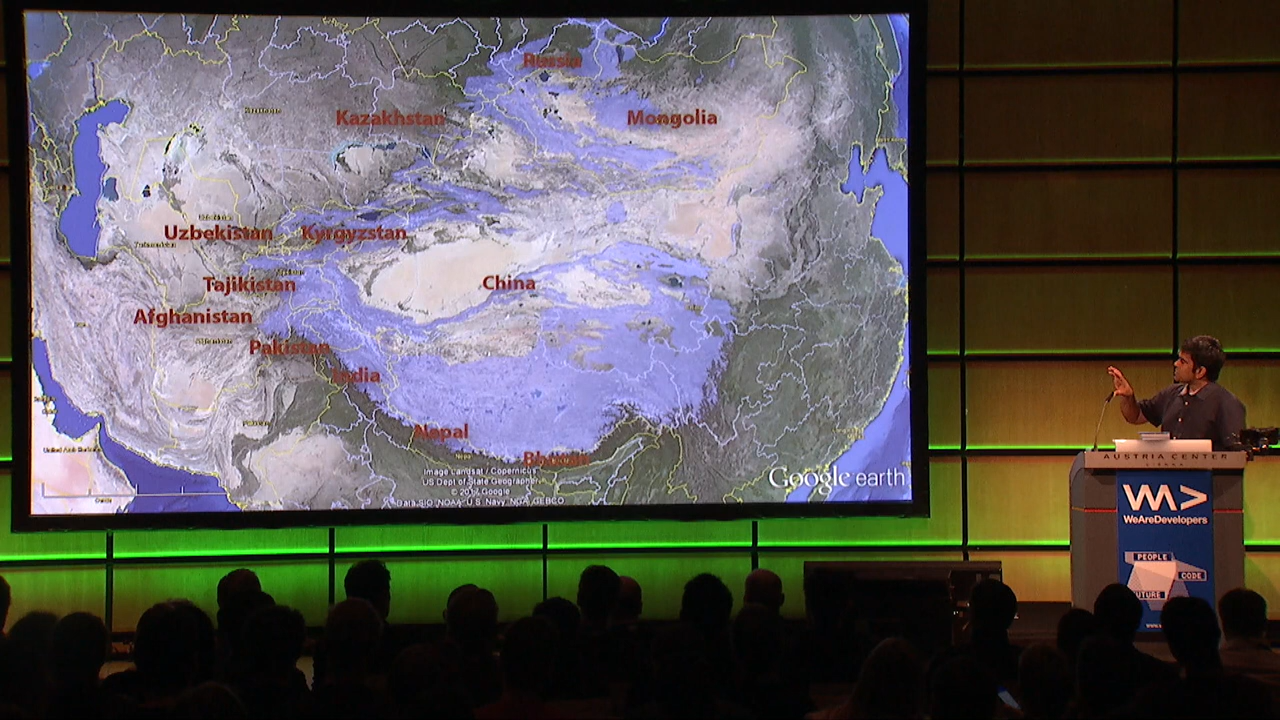 Russia
Kazakhstan
Mongolia
Uzbekistan
Kyrgyzstan
Tajikistan
China
Afghanistan
Pakistan
India
Nepal
Bhutan
Image Landsat / Copernicus
US Dept of State Geographer
Google
Data SIO, NOAA, U.S. Navy, NGA, GEBCO
Google earth
AUSTRIA CENTER
WeAreDevelopers
PEOPLE
CODE